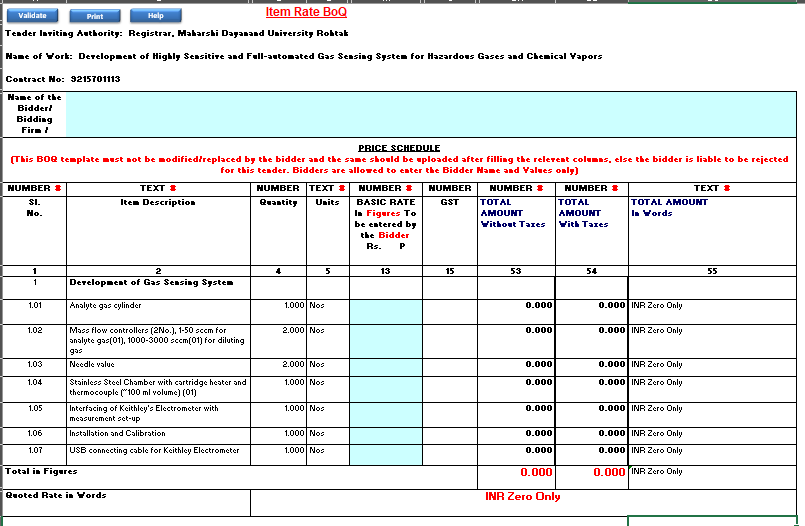 Validate Print Help Item Rate BoQ
Tender Inviting Authority: Registrar, Maharshi Dayanand University Rohtak
Name of Work: Development of Highly Sensitive and Full-automated Gas Sensing System for Hazardous Gases and Chemical Vapors
Contract No: 9215701113
Name of the
Bidder/
Bidding
Firm /
PRICE SCHEDULE
(This BOQ template must not be modified/replaced by the bidder and the same should be uploaded after filling the relevent columns, else the bidder is liable to be rejected
for this tender. Bidders are allowed to enter the Bidder Name and Values only)
NUMBER # TEXT # NUMBER TEXT # NUMBER # NUMBER NUMBER # NUMBER # TEXT #
Sl. Item Description Quantity Units BASIC RATE GST TOTAL TOTAL TOTAL AMOUNT
No. In Figures To AMOUNT AMOUNT In Words
be entered by Without Taxes With Taxes
the Bidder
Rs. P
1 2 4 5 13 15 53 54 55
1 Development of Gas Sensing System
1.01 Analyte gas cylinder 1.000 Nos 0.000 0.000 INR Zero Only
1.02 Mass flow controllers (2No.), 1-50 sccm for 2.000 Nos 0.000 0.000 INR Zero Only
analyte gas(01), 1000-3000 sccm(01) for diluting
gas
1.03 Needle value 2.000 Nos 0.000 0.000 INR Zero Only
1.04 Stainless Steel Chamber with cartridge heater and 1.000 Nos 0.000 0.000 INR Zero Only
thermocouple (~100 ml volume) (01)
1.05 Interfacing of Keithley's Electrometer with 1.000 Nos 0.000 0.000 INR Zero Only
measurement set-up
1.06 Installation and Calibration 1.000 Nos 0.000 0.000 INR Zero Only
1.07 USB connecting cable for Keithley Electrometer 1.000 Nos 0.000 0.000 INR Zero Only
Total in Figures 0.000 0.000 INR Zero Only
Quoted Rate in Words INR Zero Only